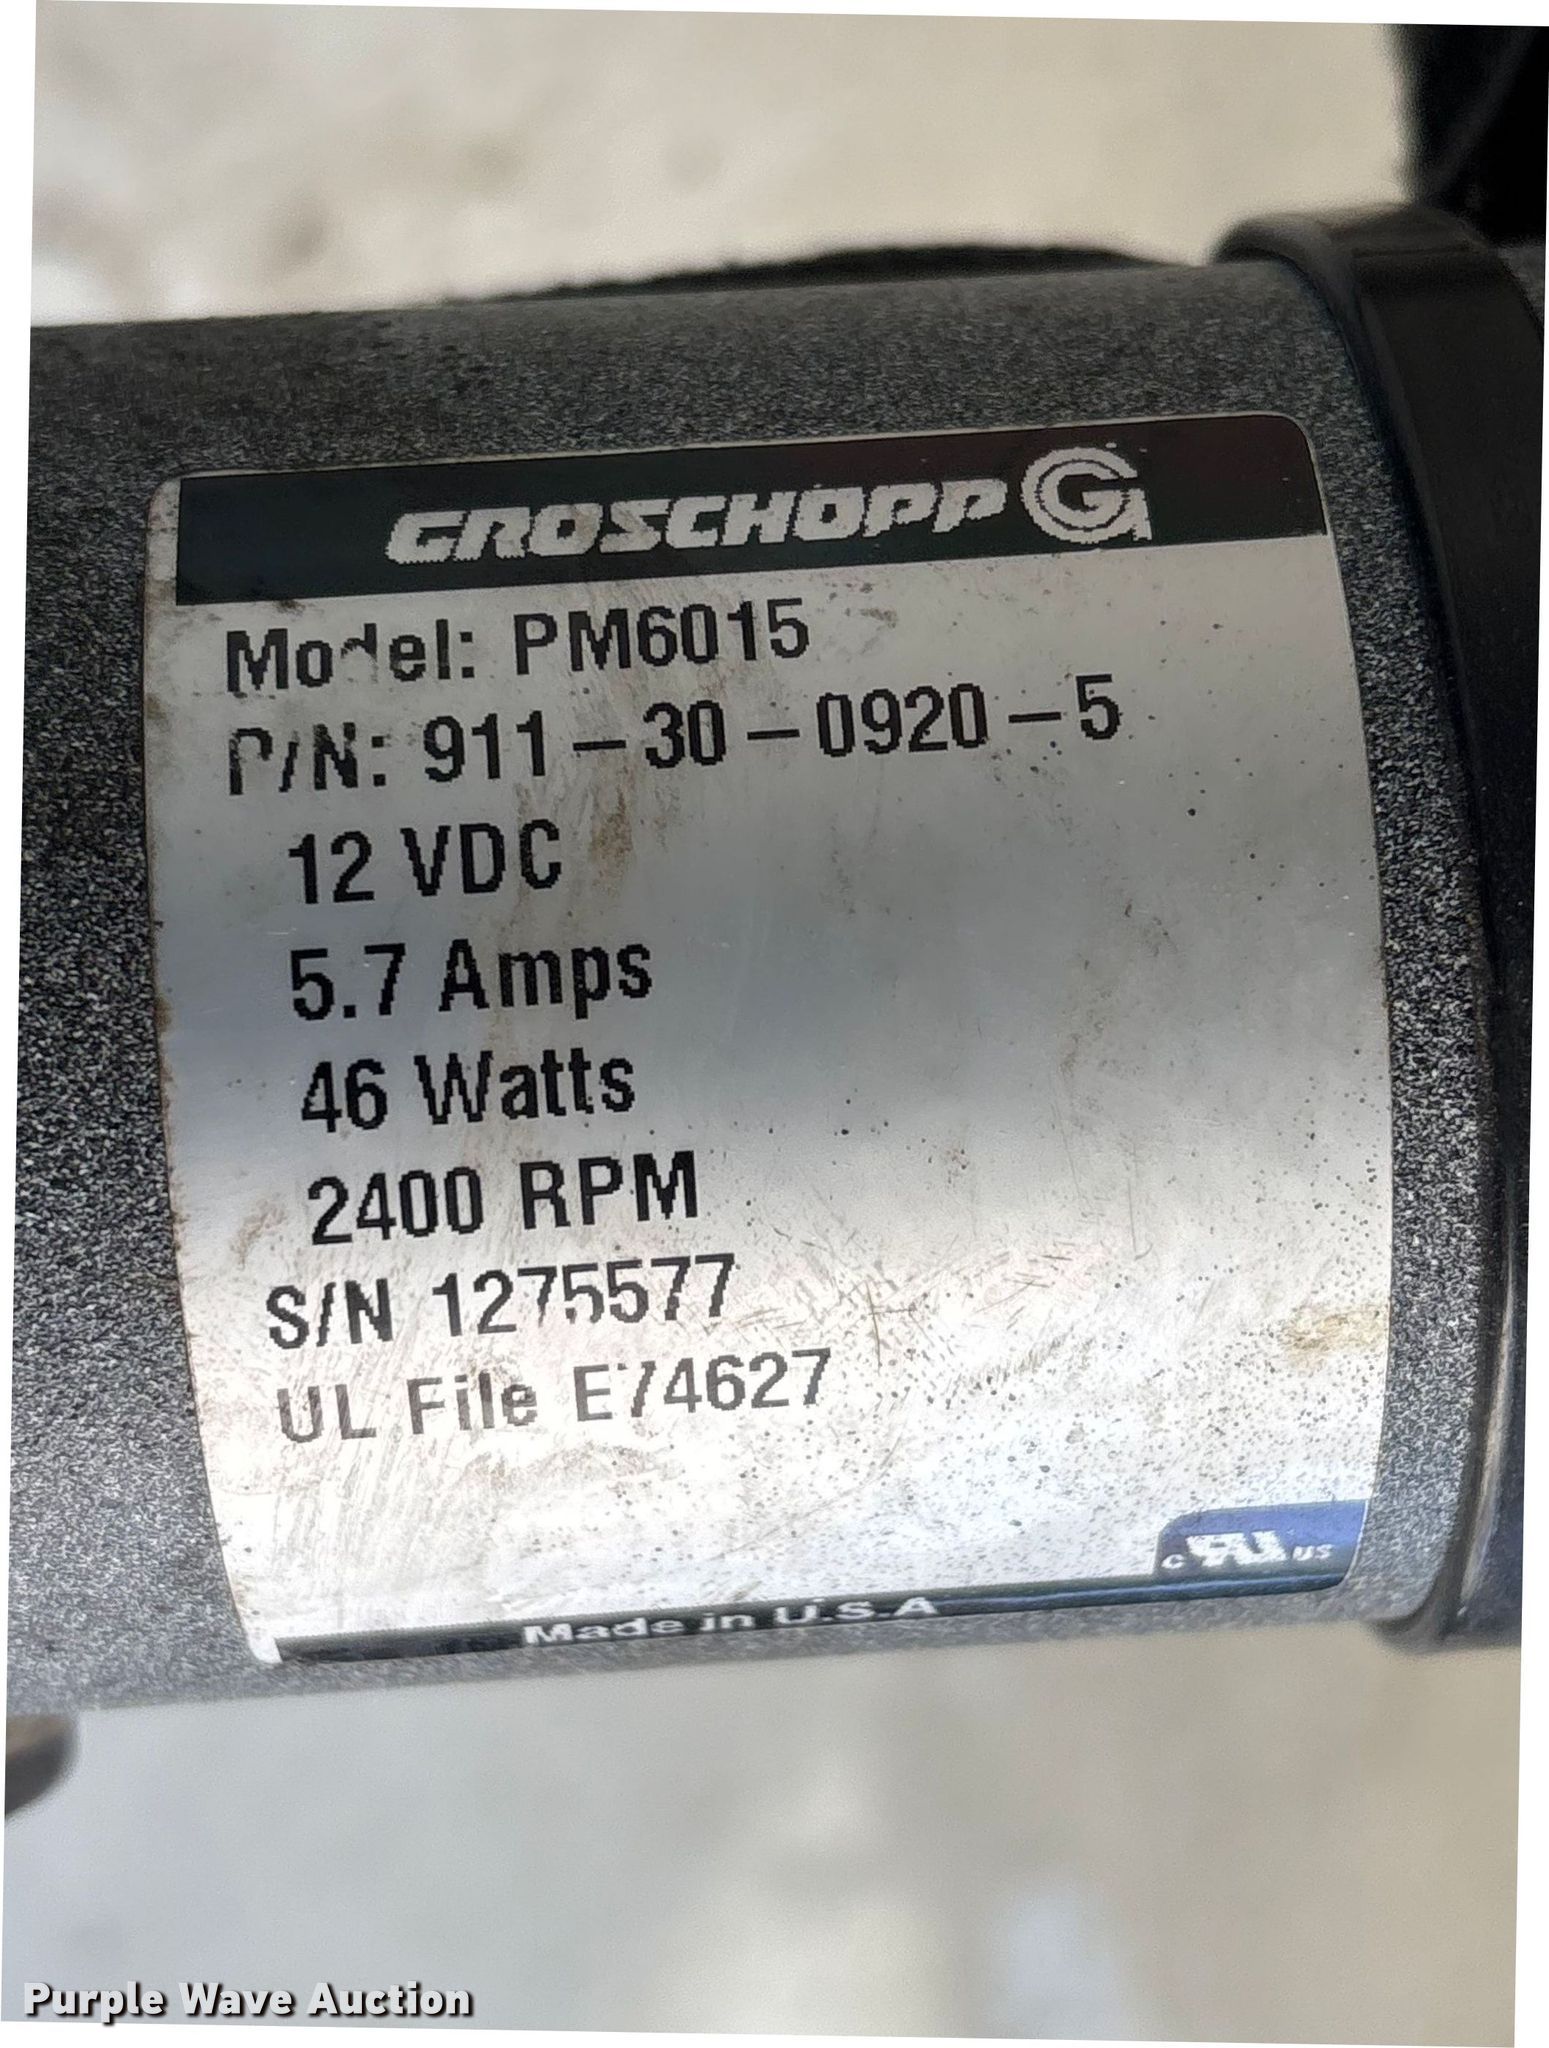 GROSCHOPP G
Model: PM6015
P/N: 911-30-0920-5
12 VDC
5.7 Amps
46 Watts
2400 RPM
S/N 1275577
UL File E74627
c RU US
Made in U.S.A
Purple Wave Auction